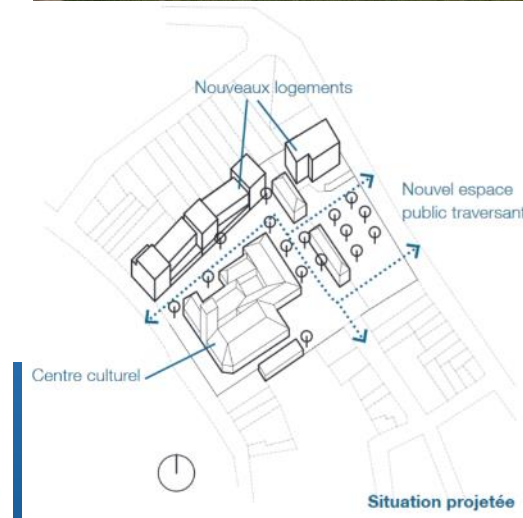 Nouveaux logements
Nouvel espace
public traversant
Centre culturel
Situation projetée